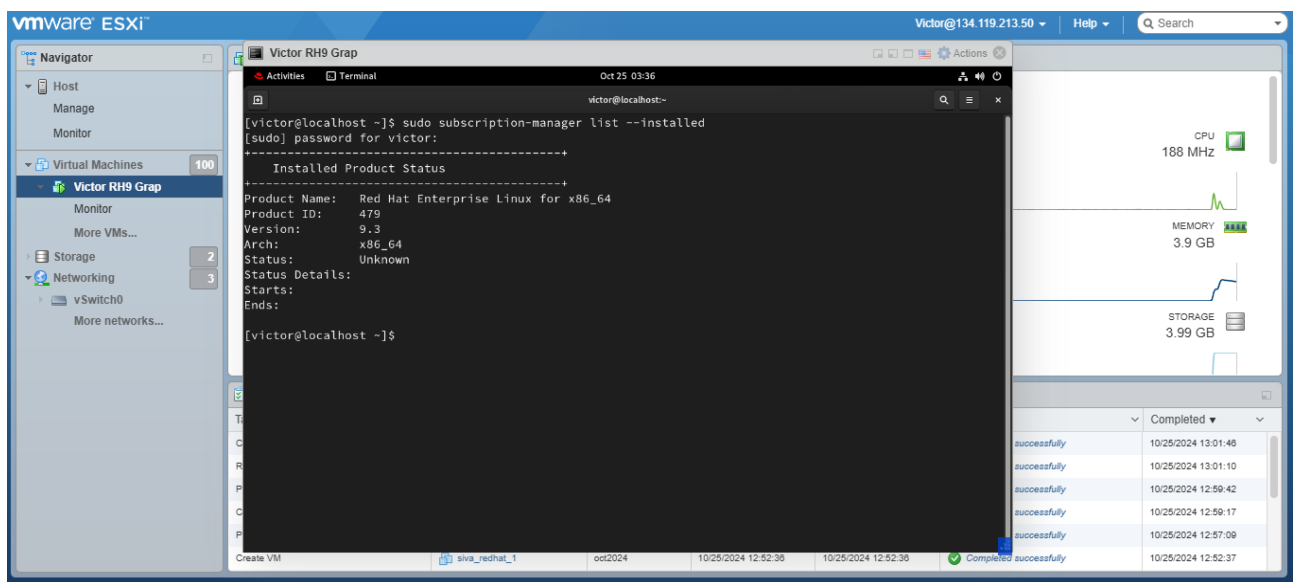 vmware ESXi™
Victor@134.119.213.50
Help
Search
Navigator
Host
Manage
Monitor
Virtual Machines 100
Victor RH9 Grap
Monitor
More VMs...
Storage 2
Networking 3
vSwitch0
More networks...
Victor RH9 Grap
Actions
Activities Terminal Oct 25 03:36
victor@localhost:~
[victor@localhost ~]$ sudo subscription-manager list --installed
[sudo] password for victor:
+-------------------------------------------+
Installed Product Status
+-------------------------------------------+
Product Name: Red Hat Enterprise Linux for x86_64
Product ID: 479
Version: 9.3
Arch: x86_64
Status: Unknown
Status Details:
Starts:
Ends:
[victor@localhost ~]$
CPU
188 MHz
MEMORY
3.9 GB
STORAGE
3.99 GB
Completed ▼
successfully 10/25/2024 13:01:46
successfully 10/25/2024 13:01:10
successfully 10/25/2024 12:59:42
successfully 10/25/2024 12:59:17
successfully 10/25/2024 12:57:09
Create VM siva_redhat_1 oct2024 10/25/2024 12:52:36 10/25/2024 12:52:36 Completed successfully 10/25/2024 12:52:37